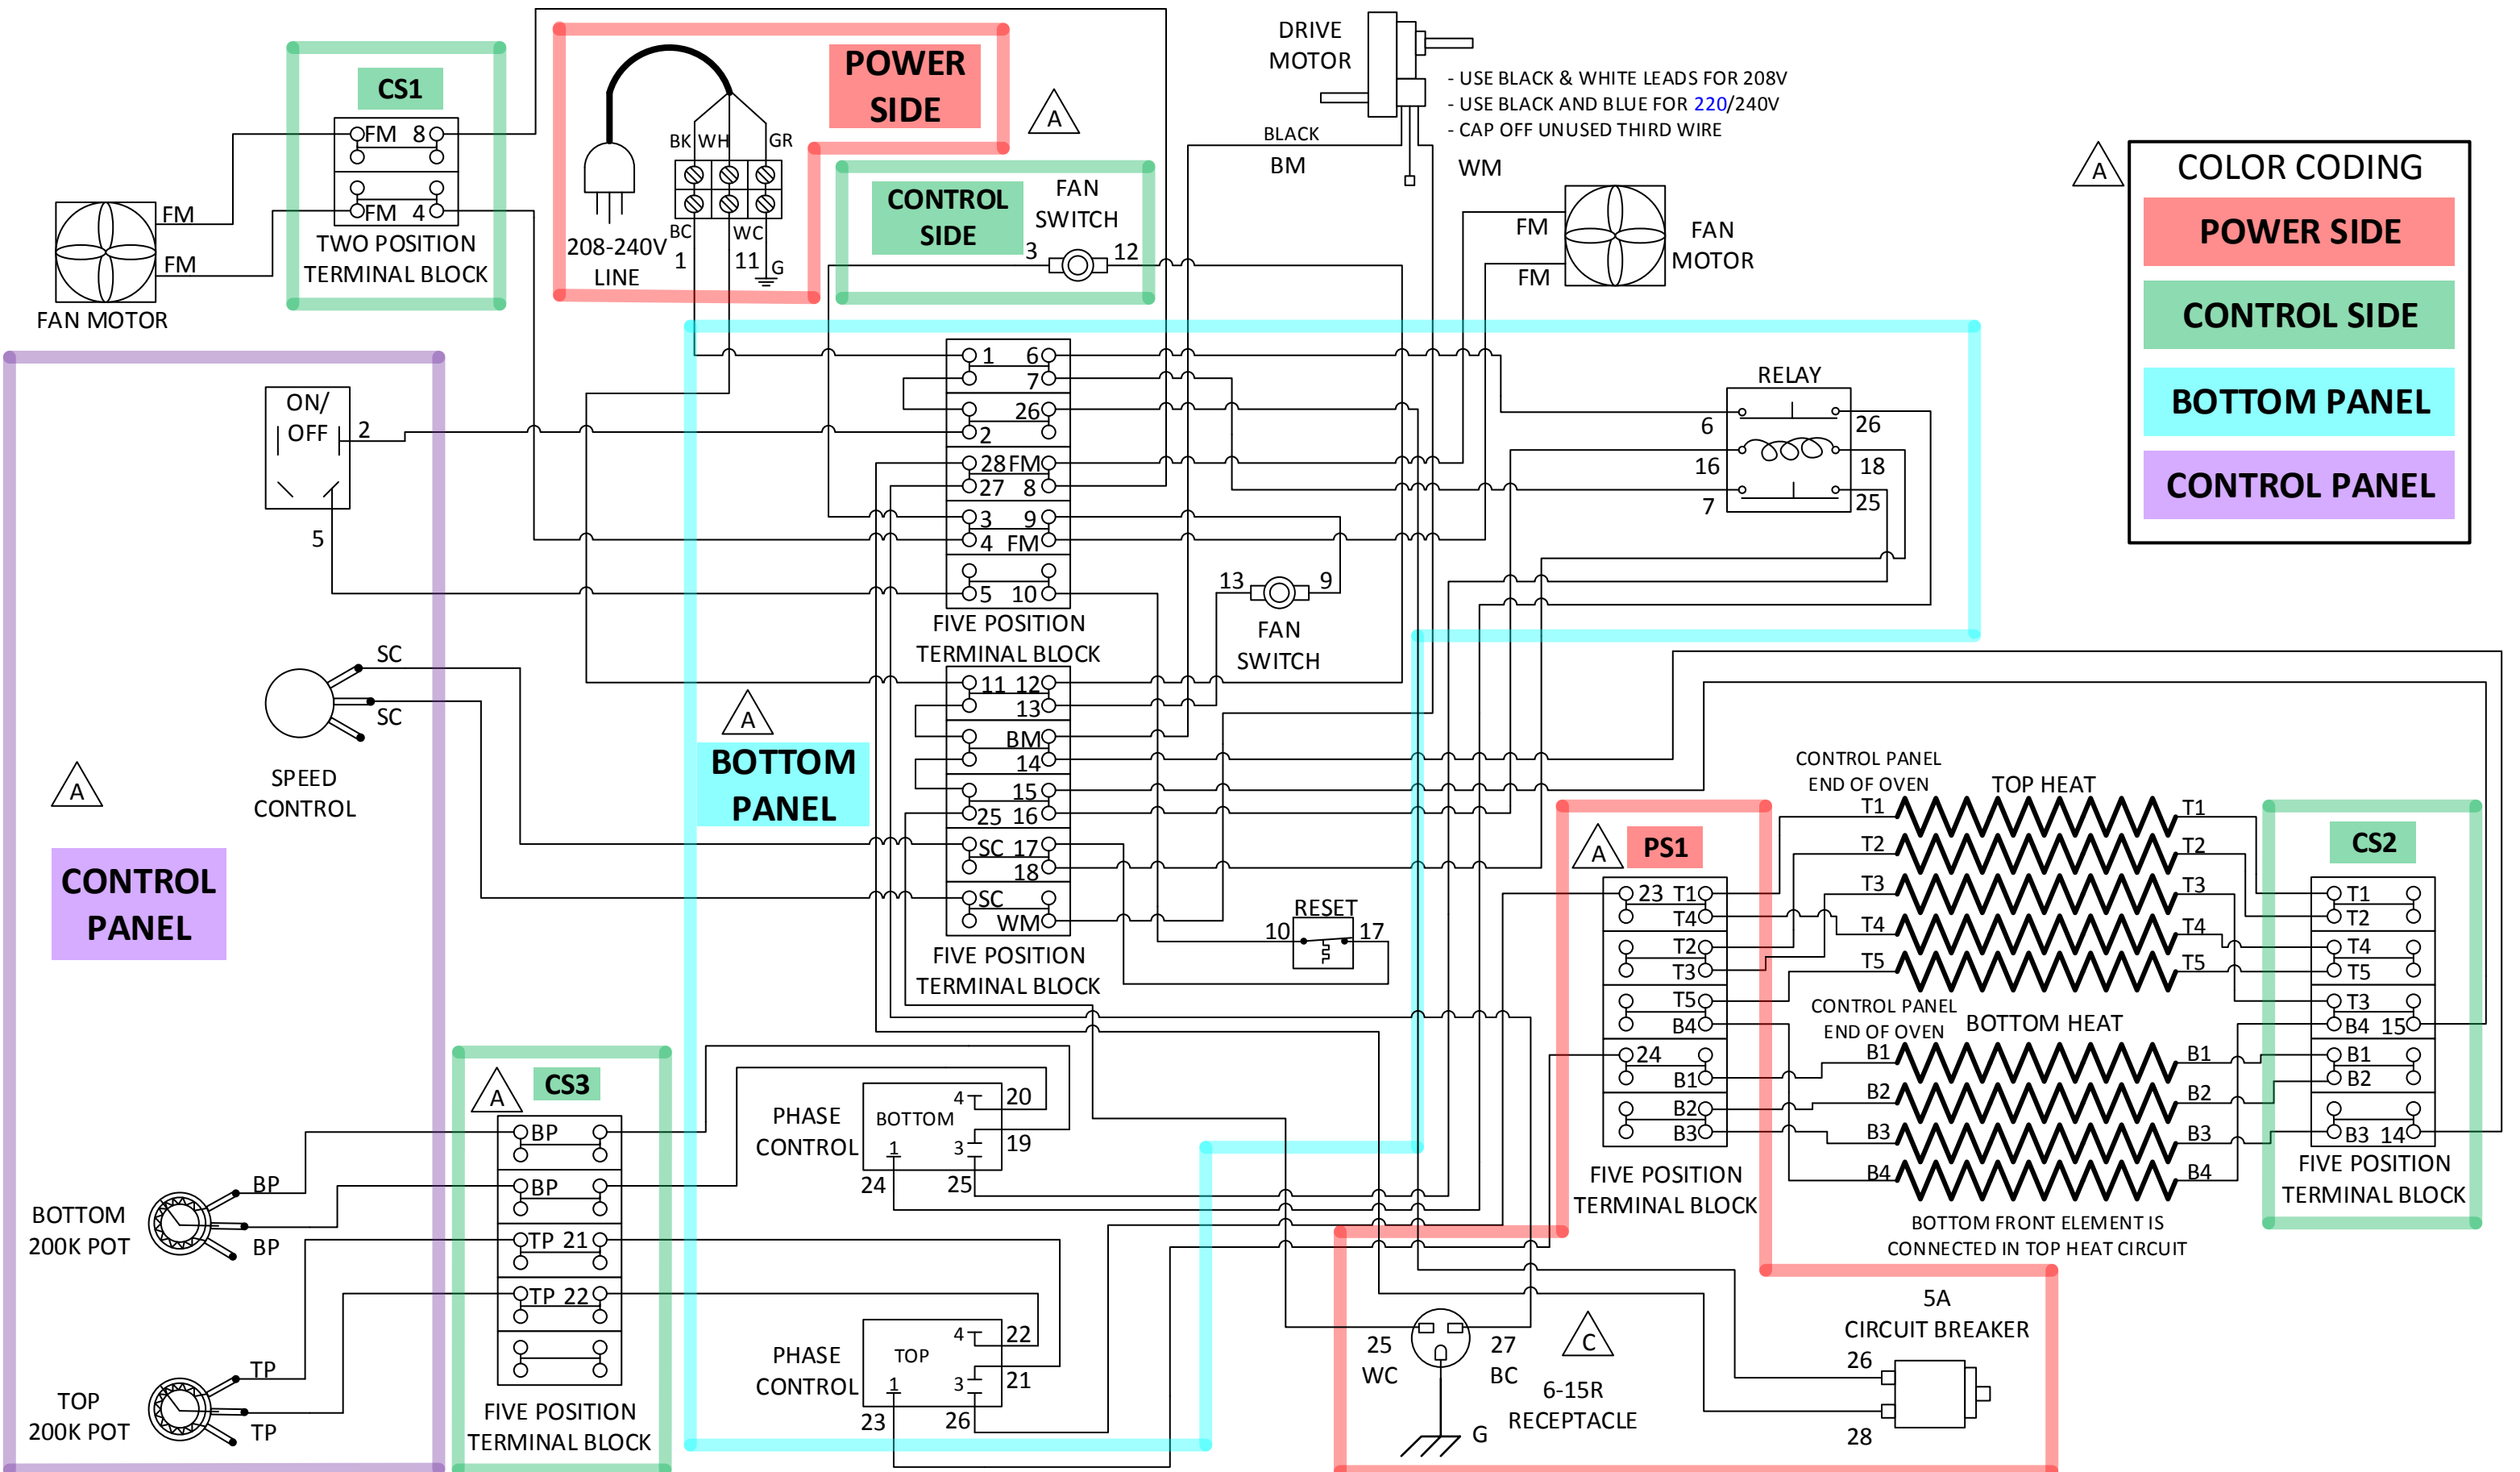 CS1
FM 8
FM 4
TWO POSITION
TERMINAL BLOCK
FM
FM
FAN MOTOR
POWER
SIDE
A
BK
WH
GR
BC
WC
1
11
G
208-240V
LINE
CONTROL
SIDE
FAN
SWITCH
3
12
DRIVE
MOTOR
- USE BLACK & WHITE LEADS FOR 208V
- USE BLACK AND BLUE FOR 220/240V
- CAP OFF UNUSED THIRD WIRE
BLACK
BM
WM
FM
FM
FAN
MOTOR
A
COLOR CODING
POWER SIDE
CONTROL SIDE
BOTTOM PANEL
CONTROL PANEL
ON/
OFF
2
5
1 6
7
26
2
28 FM
27 8
3 9
4 FM
5 10
FIVE POSITION
TERMINAL BLOCK
RELAY
6
26
16
18
7
25
13
9
FAN
SWITCH
SC
SC
SPEED
CONTROL
A
CONTROL
PANEL
A
BOTTOM
PANEL
11 12
13
BM
14
15
25 16
SC 17
18
SC
WM
FIVE POSITION
TERMINAL BLOCK
RESET
10
17
A
PS1
23 T1
T4
T2
T3
T5
B4
24
B1
B2
B3
FIVE POSITION
TERMINAL BLOCK
CONTROL PANEL
END OF OVEN
TOP HEAT
T1
T1
T2
T2
T3
T3
T4
T4
T5
T5
CONTROL PANEL
END OF OVEN
BOTTOM HEAT
B1
B1
B2
B2
B3
B3
B4
B4
BOTTOM FRONT ELEMENT IS
CONNECTED IN TOP HEAT CIRCUIT
CS2
T1
T2
T4
T5
T3
B4 15
B1
B2
B3 14
FIVE POSITION
TERMINAL BLOCK
A
CS3
BP
BP
TP 21
TP 22
FIVE POSITION
TERMINAL BLOCK
BOTTOM
200K POT
BP
BP
TOP
200K POT
TP
TP
PHASE
CONTROL
BOTTOM
4
20
1
3
19
24
25
PHASE
CONTROL
TOP
4
22
1
3
21
23
26
25
WC
27
BC
C
6-15R
RECEPTACLE
G
5A
CIRCUIT BREAKER
26
28